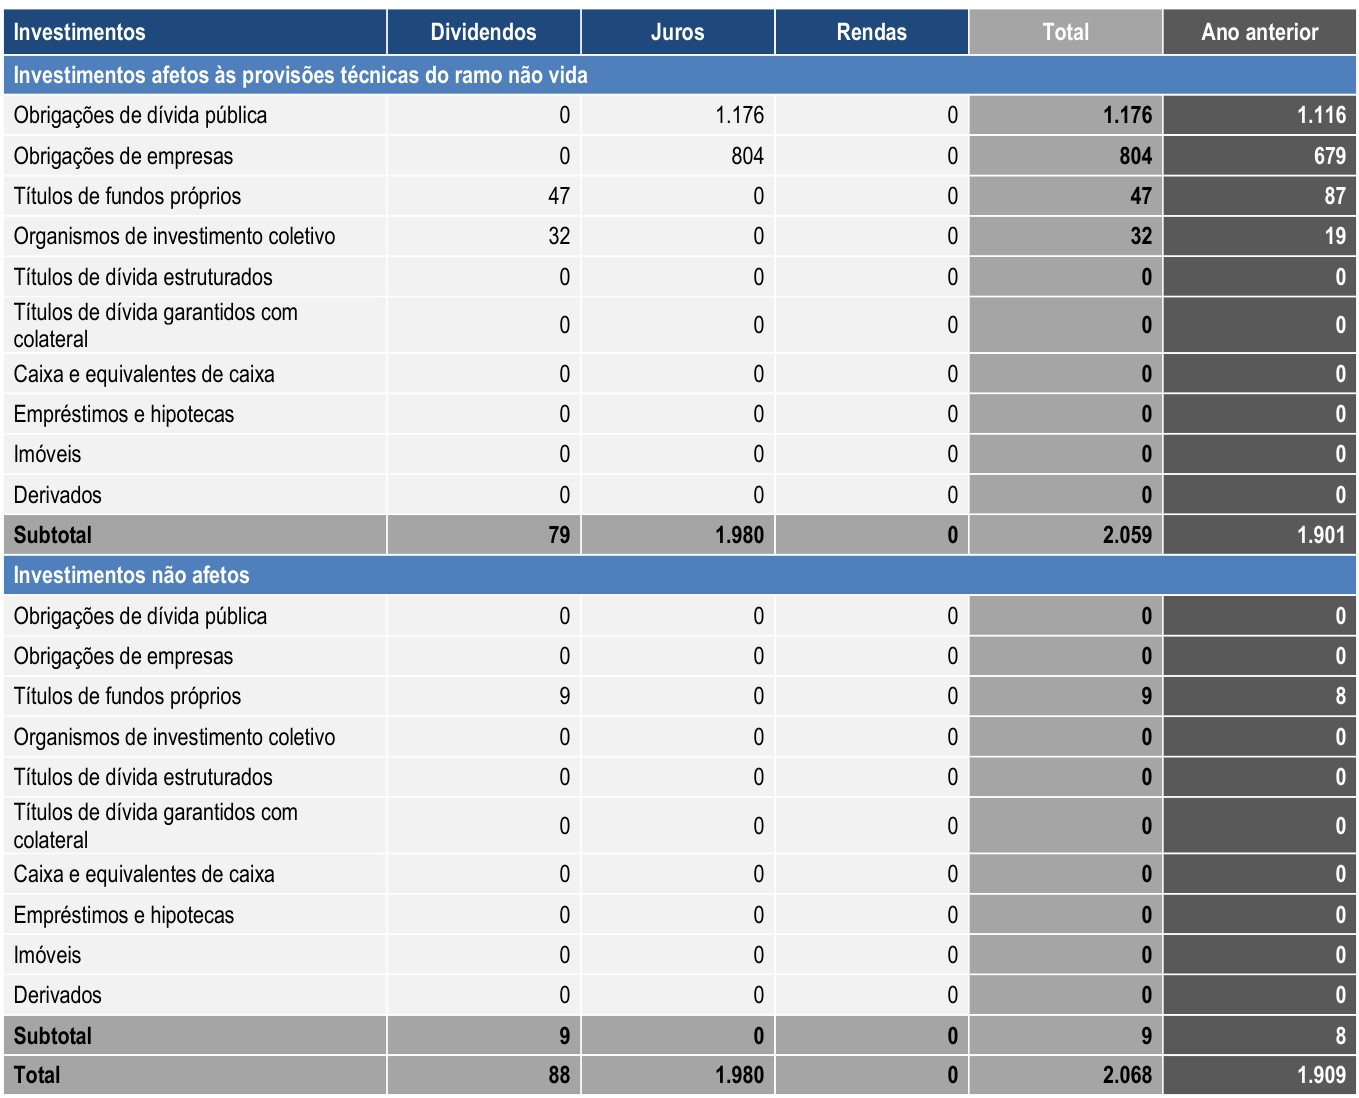 Investimentos Dividendos Juros Rendas Total Ano anterior
Investimentos afetos às provisões técnicas do ramo não vida
Obrigações de dívida pública 0 1.176 0 1.176 1.116
Obrigações de empresas 0 804 0 804 679
Títulos de fundos próprios 47 0 0 47 87
Organismos de investimento coletivo 32 0 0 32 19
Títulos de dívida estruturados 0 0 0 0 0
Títulos de dívida garantidos com
colateral 0 0 0 0 0
Caixa e equivalentes de caixa 0 0 0 0 0
Empréstimos e hipotecas 0 0 0 0 0
Imóveis 0 0 0 0 0
Derivados 0 0 0 0 0
Subtotal 79 1.980 0 2.059 1.901
Investimentos não afetos
Obrigações de dívida pública 0 0 0 0 0
Obrigações de empresas 0 0 0 0 0
Títulos de fundos próprios 9 0 0 9 8
Organismos de investimento coletivo 0 0 0 0 0
Títulos de dívida estruturados 0 0 0 0 0
Títulos de dívida garantidos com
colateral 0 0 0 0 0
Caixa e equivalentes de caixa 0 0 0 0 0
Empréstimos e hipotecas 0 0 0 0 0
Imóveis 0 0 0 0 0
Derivados 0 0 0 0 0
Subtotal 9 0 0 9 8
Total 88 1.980 0 2.068 1.909